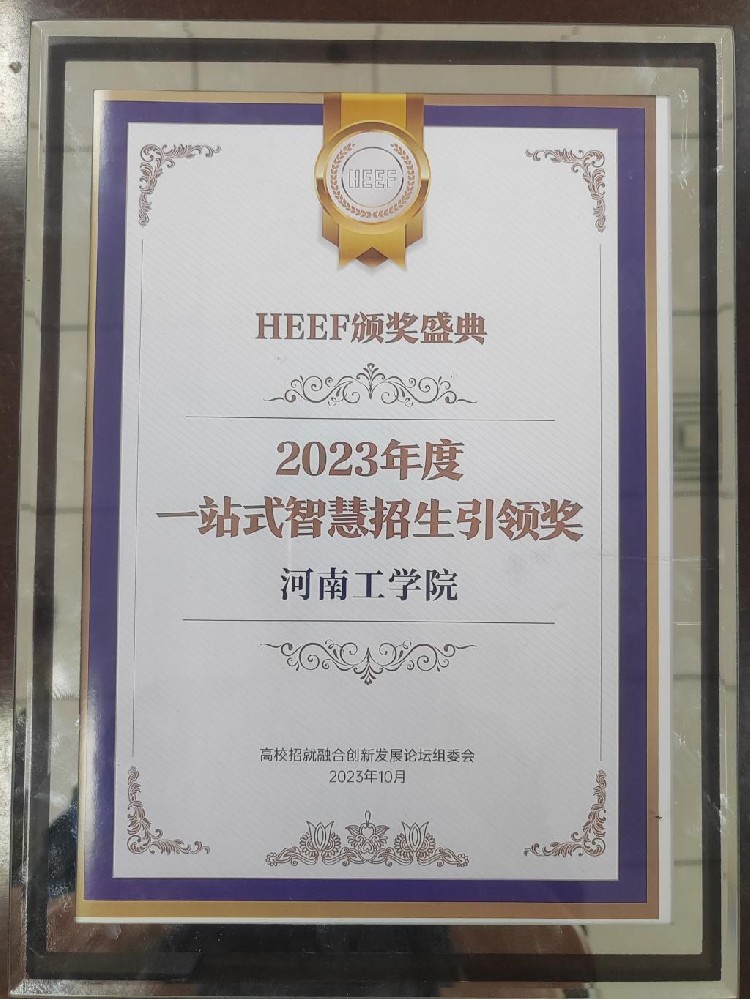 HEEF
HEEF颁奖盛典
2023年度
一站式智慧招生引领奖
河南工学院
高校招就融合创新发展论坛组委会
2023年10月